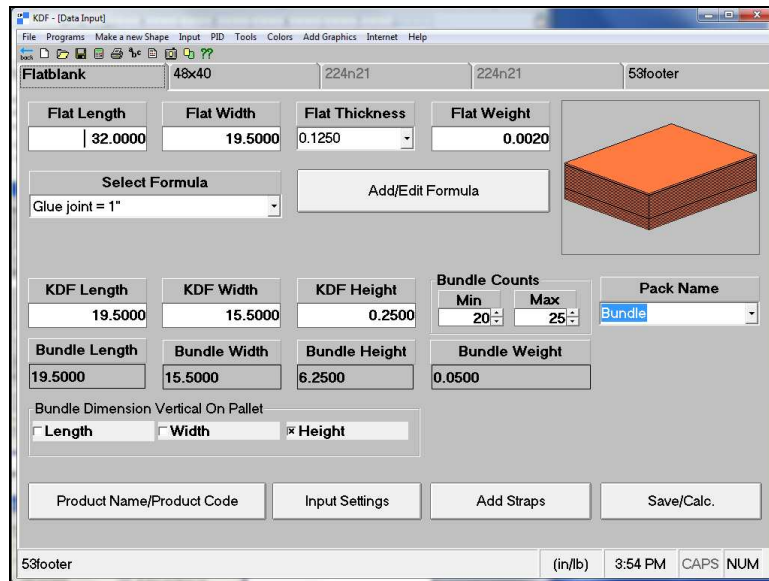 KDF - [Data Input]
File Programs Make a new Shape Input PID Tools Colors Add Graphics Internet Help
back ??
Flatblank 48x40 224n21 224n21 53footer
Flat Length Flat Width Flat Thickness Flat Weight
32.0000 19.5000 0.1250 0.0020
Select Formula
Add/Edit Formula
Glue joint = 1"
KDF Length KDF Width KDF Height Bundle Counts Pack Name
Min Max
19.5000 15.5000 0.2500 20 25 Bundle
Bundle Length Bundle Width Bundle Height Bundle Weight
19.5000 15.5000 6.2500 0.0500
Bundle Dimension Vertical On Pallet
Length Width Height
Product Name/Product Code Input Settings Add Straps Save/Calc.
53footer (in/lb) 3:54 PM CAPS NUM